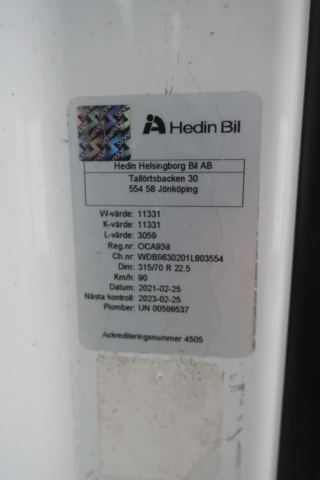 Hedin Bil
Hedin Helsingborg Bil AB
Tallörtsbacken 30
554 58 Jönköping
W-värde: 11331
K-värde: 11331
L-värde: 3059
Reg.nr: OCA938
Ch.nr: WDB9630201L803554
Dim: 315/70 R 22.5
Km/h: 90
Datum: 2021-02-25
Nästa kontroll: 2023-02-25
Plomber: UN 00599537
Ackrediteringsnummer 4505